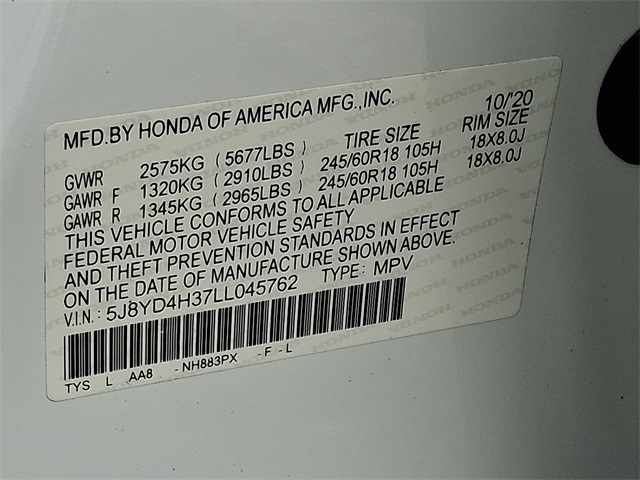 MFD.BY HONDA OF AMERICA MFG.,INC. 10/'20
TIRE SIZE RIM SIZE
GVWR 2575KG (5677LBS)
GAWR F 1320KG (2910LBS) 245/60R18 105H 18X8.0J
GAWR R 1345KG (2965LBS) 245/60R18 105H 18X8.0J
THIS VEHICLE CONFORMS TO ALL APPLICABLE
FEDERAL MOTOR VEHICLE SAFETY
AND THEFT PREVENTION STANDARDS IN EFFECT
ON THE DATE OF MANUFACTURE SHOWN ABOVE.
V.I.N.: 5J8YD4H37LL045762 TYPE: MPV
TYS L AA8 - NH883PX - F - L